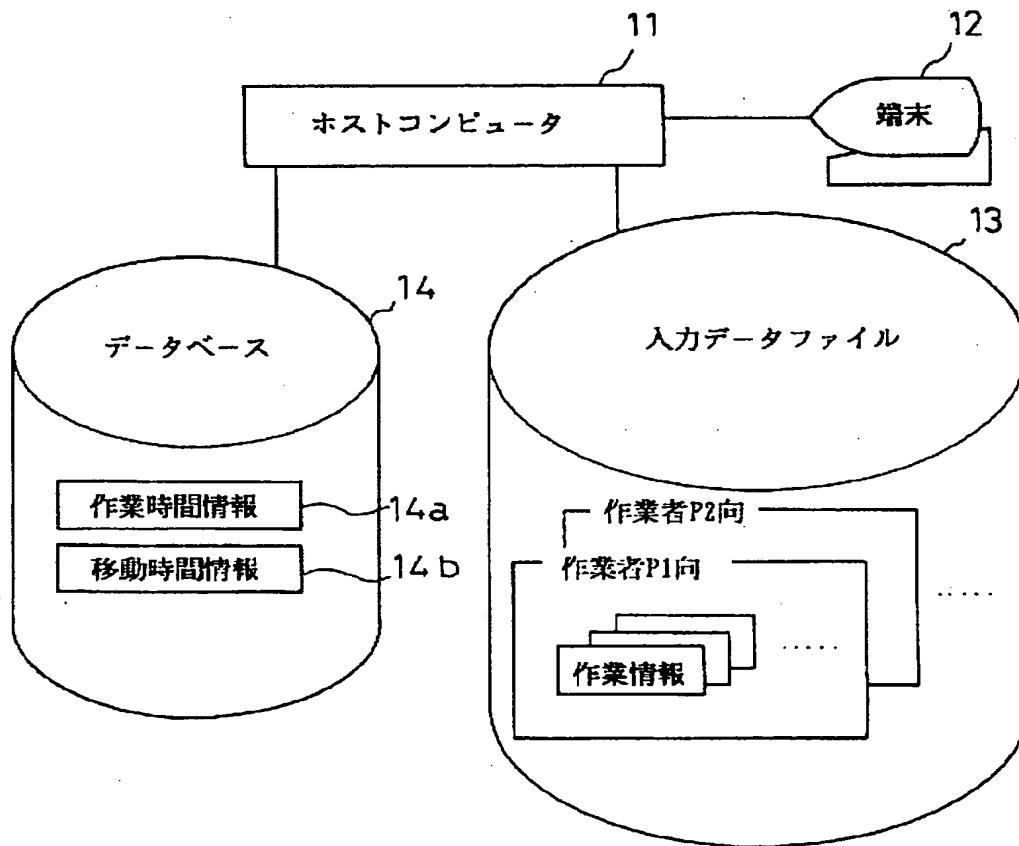 11
12
ホストコンピュータ
端末
13
14
データベース
入力データファイル
作業時間情報
14a
移動時間情報
14b
作業者P2向
作業者P1向
.....
.....
作業情報